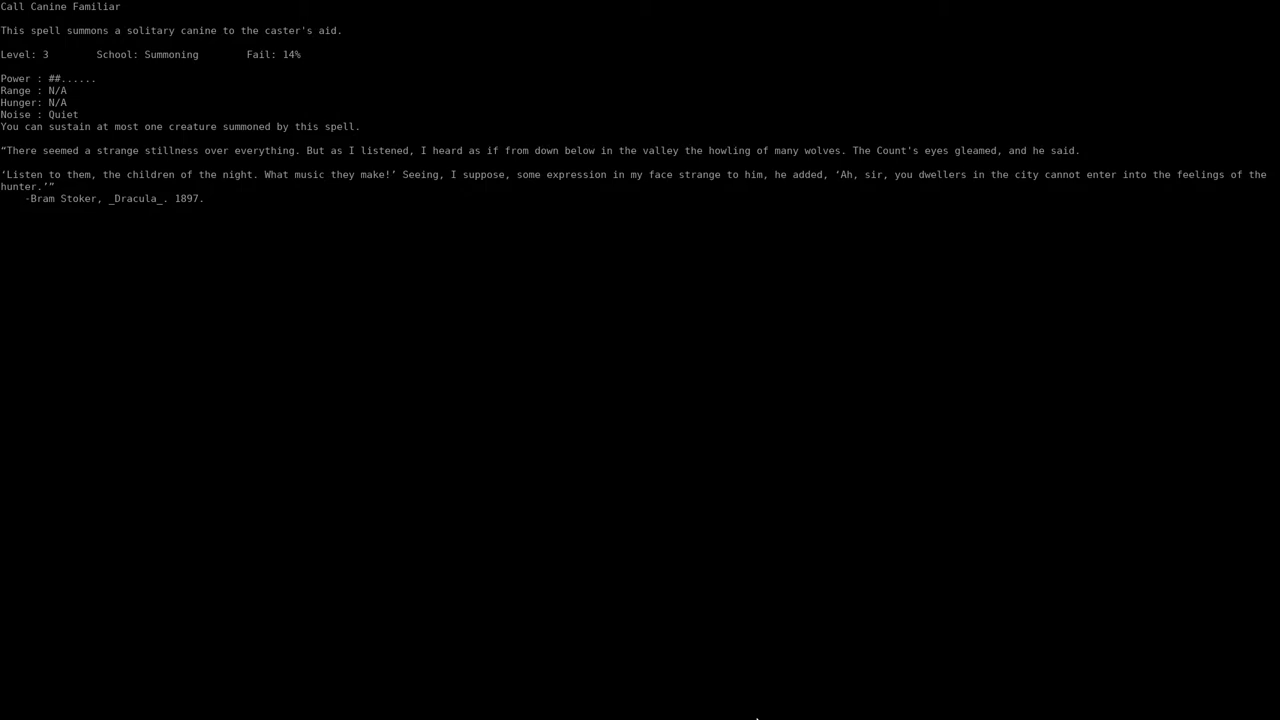 Call Canine Familiar
This spell summons a solitary canine to the caster's aid.
Level: 3        School: Summoning        Fail: 14%
Power : ##......
Range : N/A
Hunger: N/A
Noise : Quiet
You can sustain at most one creature summoned by this spell.
“There seemed a strange stillness over everything. But as I listened, I heard as if from down below in the valley the howling of many wolves. The Count's eyes gleamed, and he said.
‘Listen to them, the children of the night. What music they make!’ Seeing, I suppose, some expression in my face strange to him, he added, ‘Ah, sir, you dwellers in the city cannot enter into the feelings of the
hunter.’”
-Bram Stoker, _Dracula_. 1897.